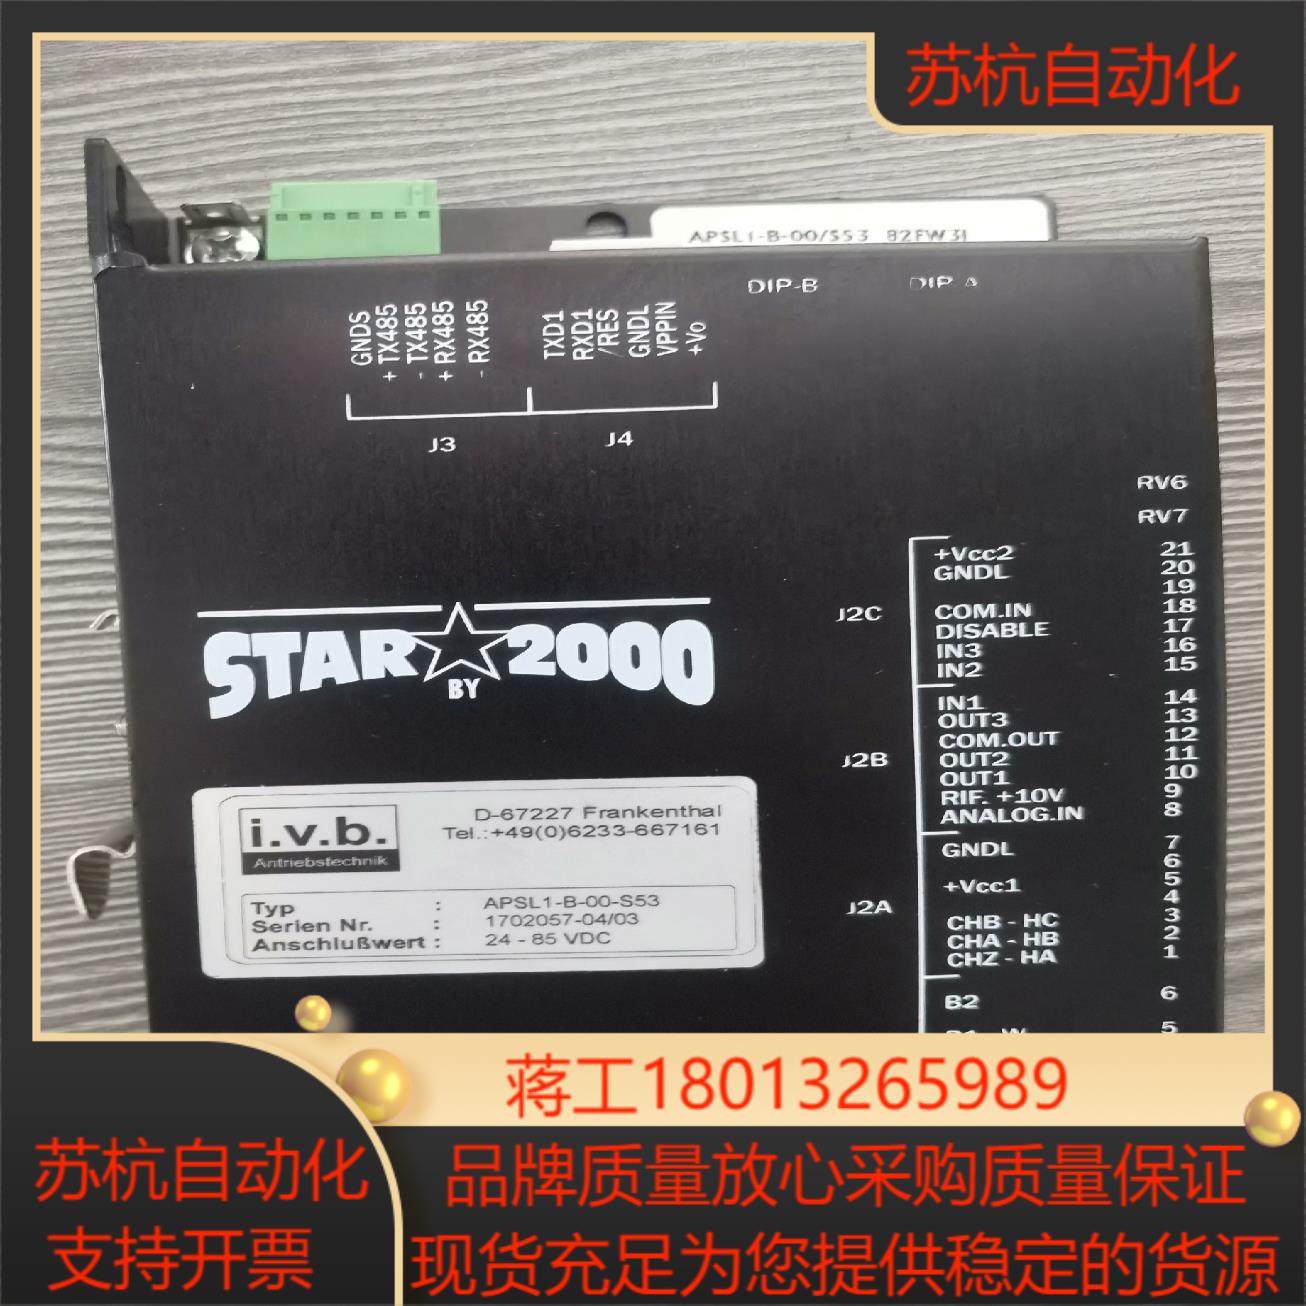 苏杭自动化
APSL1-B-00/S53 82FW31
DIP-B DIP A
GNDS
+ TX485
- TX485
+ RX485
- RX485
TXD1
RXD1
/RES
GNDL
VPPIN
+Vo
J3 J4
RV6
RV7
+Vcc2 21
GNDL 20
19
J2C
COM.IN 18
DISABLE 17
IN3 16
IN2 15
STAR 2000
BY
IN1 14
OUT3 13
COM.OUT 12
J2B
OUT2 11
OUT1 10
RIF. +10V 9
ANALOG.IN 8
GNDL 7
6
+Vcc1 5
4
J2A
CHB - HC 3
CHA - HB 2
CHZ - HA 1
B2 6
5
i.v.b.
Antriebstechnik
D-67227 Frankenthal
Tel.:+49(0)6233-667161
Typ : APSL1-B-00-S53
Serien Nr. : 1702057-04/03
Anschlußwert : 24 - 85 VDC
蒋工18013265989
苏杭自动化
支持开票
品牌质量放心采购质量保证
现货充足为您提供稳定的货源